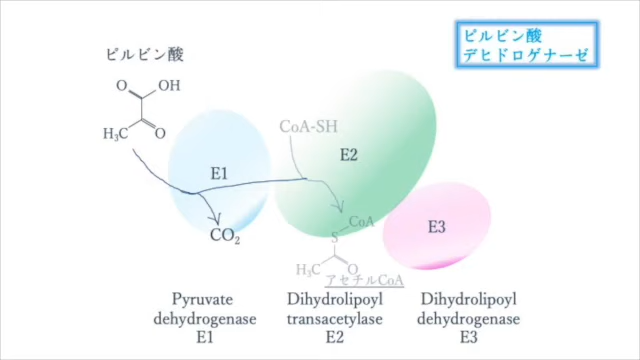 ピルビン酸
デヒドロゲナーゼ
ピルビン酸
O
OH
H₃C
O
CoA-SH
E1
E2
E3
CO₂
CoA
S
H₃C
O
アセチルCoA
Pyruvate
dehydrogenase
E1
Dihydrolipoyl
transacetylase
E2
Dihydrolipoyl
dehydrogenase
E3